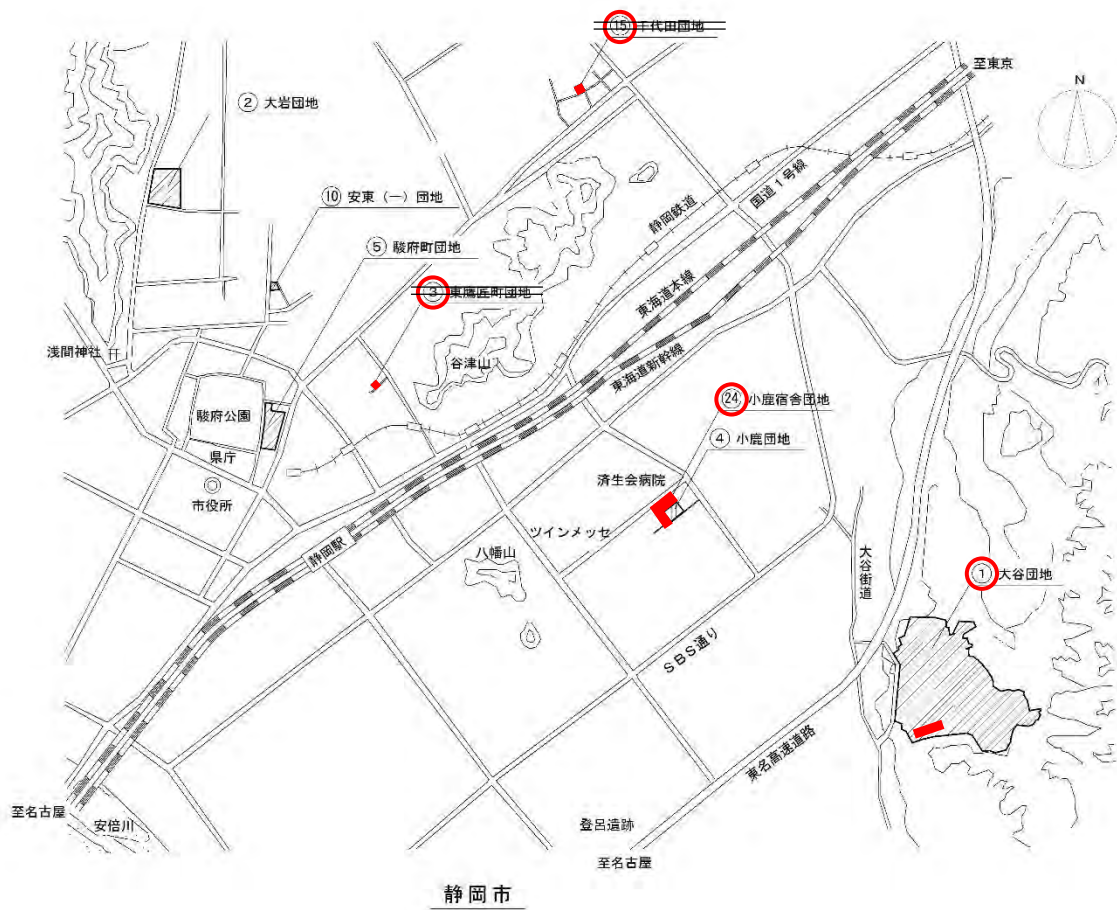 ⑮千代田団地
至東京
N
② 大岩団地
⑩ 安東(一)団地
静岡鉄道
国道1号線
⑤ 駿府町団地
③ 東鷹匠町団地
東海道本線
浅間神社
谷津山
東海道新幹線
駿府公園
㉔ 小鹿宿舎団地
県庁
④ 小鹿団地
済生会病院
市役所
ツインメッセ
静岡駅
八幡山
大谷街道
① 大谷団地
SBS通り
東名高速道路
至名古屋
安倍川
登呂遺跡
至名古屋
静岡市